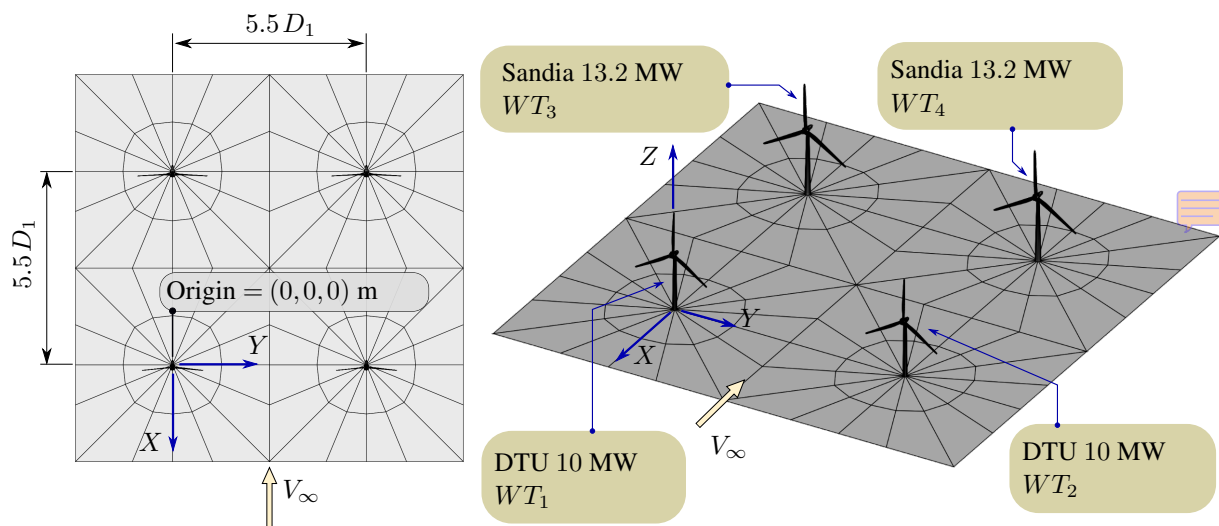 5.5 D₁
5.5 D₁
Origin = (0, 0, 0) m
Y
X
V∞
Sandia 13.2 MW
WT₃
Sandia 13.2 MW
WT₄
Z
Y
X
V∞
DTU 10 MW
WT₁
DTU 10 MW
WT₂